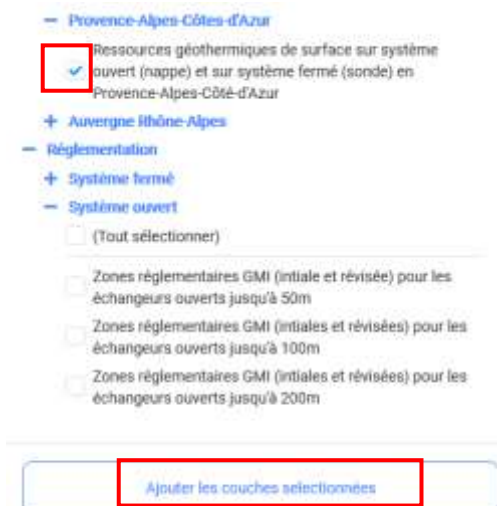 Provence-Alpes-Côtes-d'Azur
Ressources géothermiques de surface sur système
ouvert (nappe) et sur système fermé (sonde) en
Provence-Alpes-Côté-d'Azur
Auvergne Rhône-Alpes
Réglementation
Système fermé
Système ouvert
(Tout sélectionner)
Zones réglementaires GMI (intiale et révisée) pour les
échangeurs ouverts jusqu'à 50m
Zones réglementaires GMI (intiales et révisées) pour les
échangeurs ouverts jusqu'à 100m
Zones réglementaires GMI (intiales et révisées) pour les
échangeurs ouverts jusqu'à 200m
Ajouter les couches selectionnées